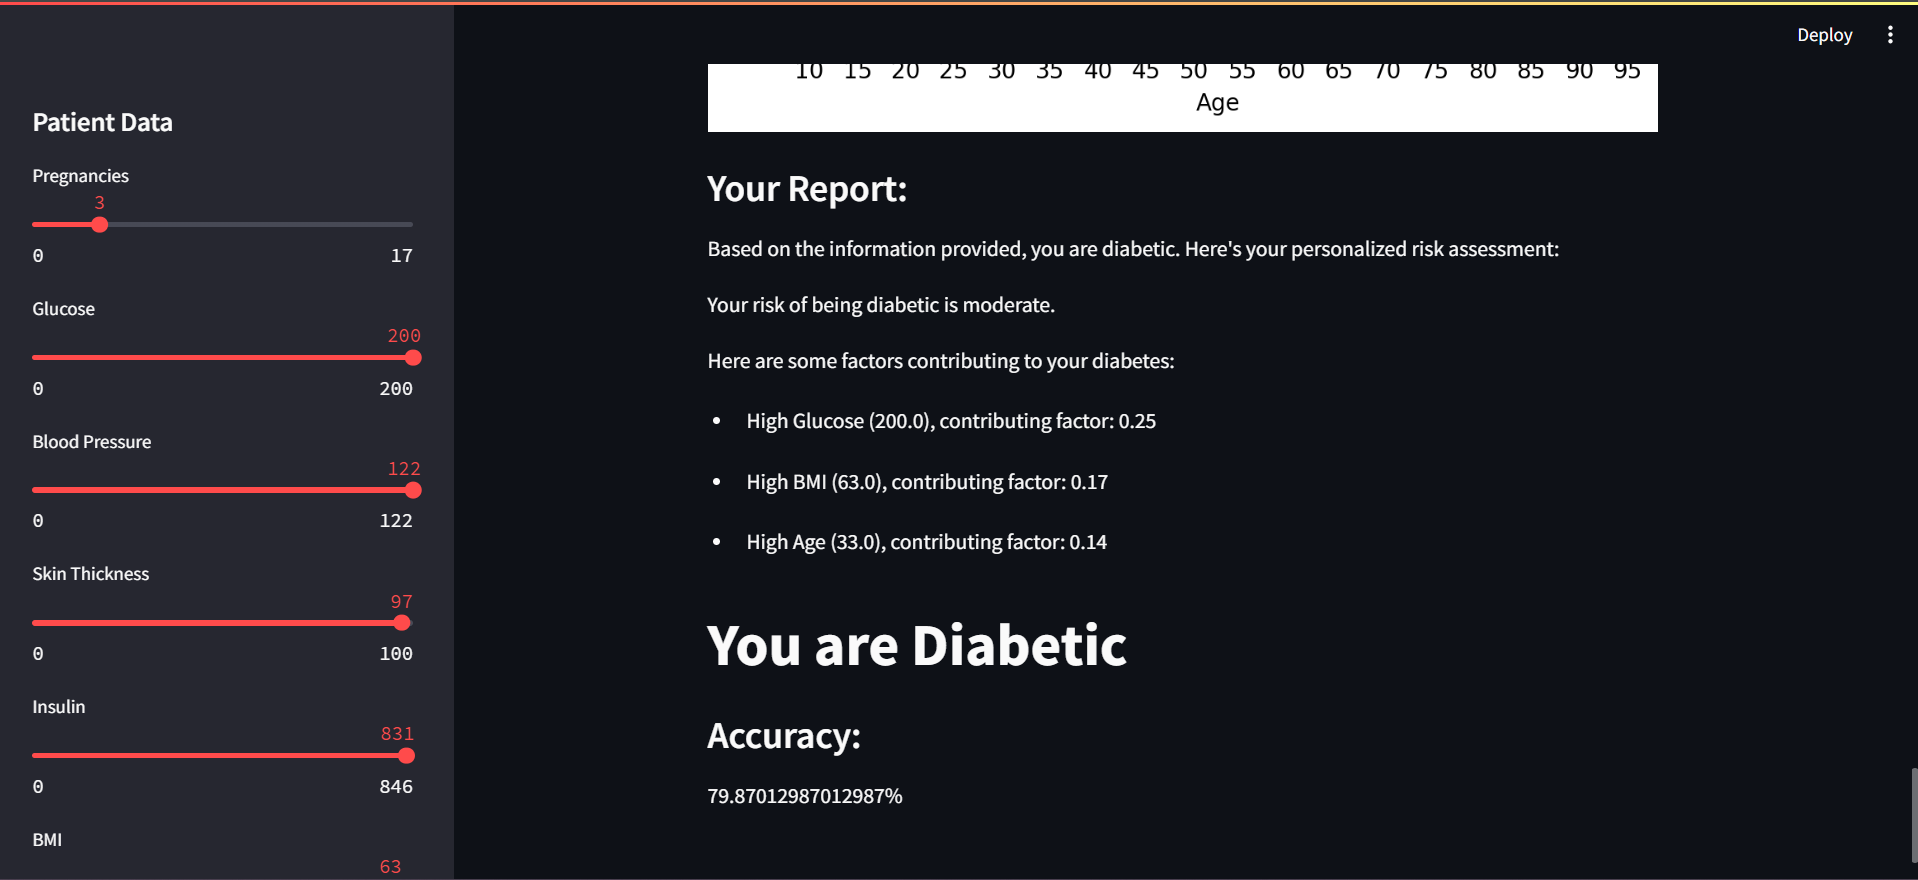 Deploy
Patient Data
Pregnancies
3
0 17
Glucose
200
0 200
Blood Pressure
122
0 122
Skin Thickness
97
0 100
Insulin
831
0 846
BMI
63
10 15 20 25 30 35 40 45 50 55 60 65 70 75 80 85 90 95
Age
Your Report:
Based on the information provided, you are diabetic. Here's your personalized risk assessment:
Your risk of being diabetic is moderate.
Here are some factors contributing to your diabetes:
• High Glucose (200.0), contributing factor: 0.25
• High BMI (63.0), contributing factor: 0.17
• High Age (33.0), contributing factor: 0.14
You are Diabetic
Accuracy:
79.87012987012987%